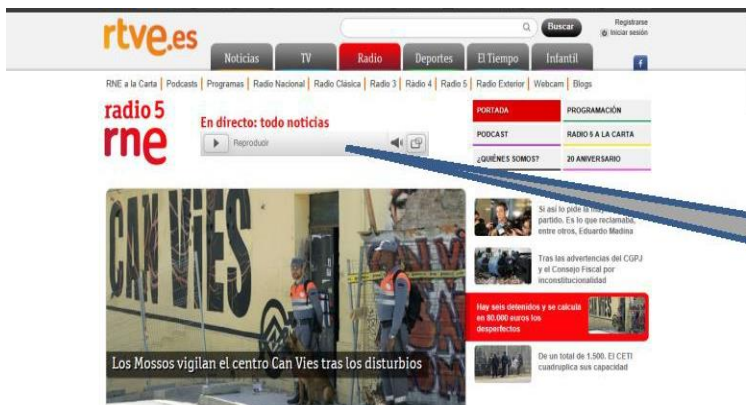 rtve.es
Buscar
Registrarse
Iniciar sesión
Noticias TV Radio Deportes El Tiempo Infantil
f
RNE a la Carta | Podcasts | Programas | Radio Nacional | Radio Clásica | Radio 3 | Ràdio 4 | Radio 5 | Radio Exterior | Webcam | Blogs
radio 5
rne
En directo: todo noticias
Reproducir
PORTADA PROGRAMACIÓN
PODCAST RADIO 5 A LA CARTA
¿QUIÉNES SOMOS? 20 ANIVERSARIO
CAN VIES
Los Mossos vigilan el centro Can Vies tras los disturbios
Si así lo pide la
partido. Es lo que reclamaba,
entre otros, Eduardo Madina
Tras las advertencias del CGPJ
y el Consejo Fiscal por
inconstitucionalidad
Hay seis detenidos y se calcula
en 80.000 euros los
desperfectos
De un total de 1.500. El CETI
cuadruplica sus capacidad